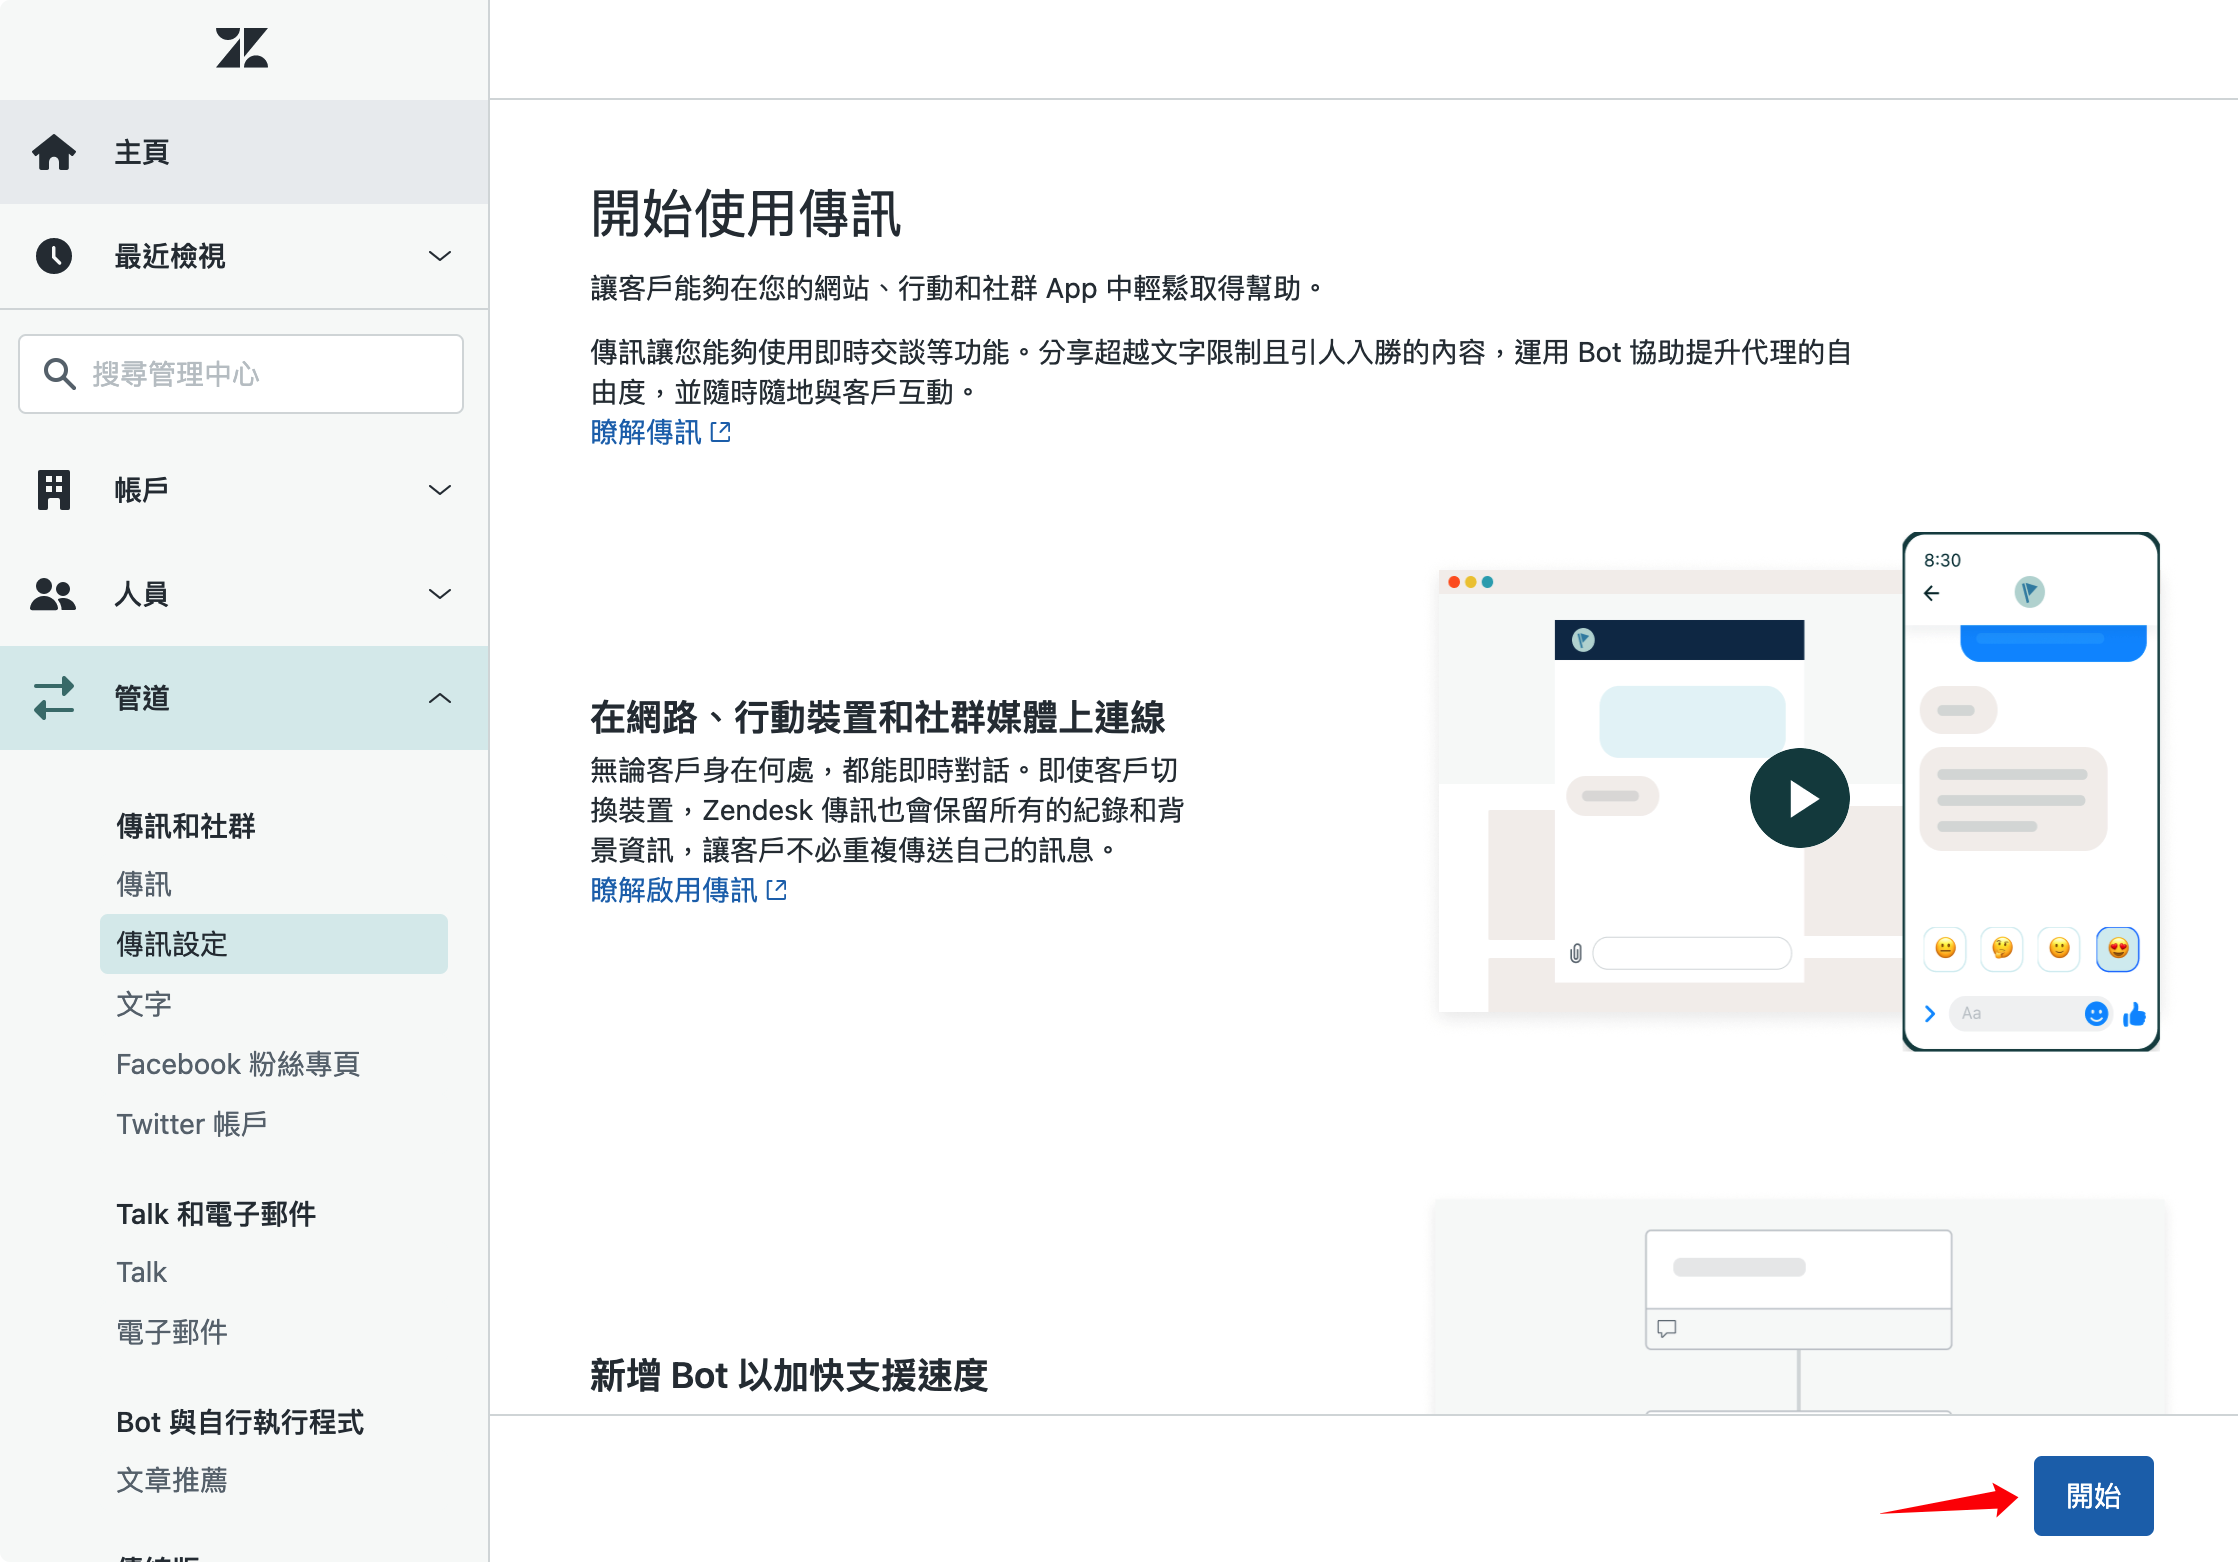 主頁
最近檢視
搜尋管理中心
帳戶
人員
管道
傳訊和社群
傳訊
傳訊設定
文字
Facebook 粉絲專頁
Twitter 帳戶
Talk 和電子郵件
Talk
電子郵件
Bot 與自行執行程式
文章推薦
開始使用傳訊
讓客戶能夠在您的網站、行動和社群 App 中輕鬆取得幫助。
傳訊讓您能夠使用即時交談等功能。分享超越文字限制且引人入勝的內容，運用 Bot 協助提升代理的自
由度，並隨時隨地與客戶互動。
瞭解傳訊
在網路、行動裝置和社群媒體上連線
無論客戶身在何處，都能即時對話。即使客戶切
換裝置，Zendesk 傳訊也會保留所有的紀錄和背
景資訊，讓客戶不必重複傳送自己的訊息。
瞭解啟用傳訊
8:30
Aa
新增 Bot 以加快支援速度
開始